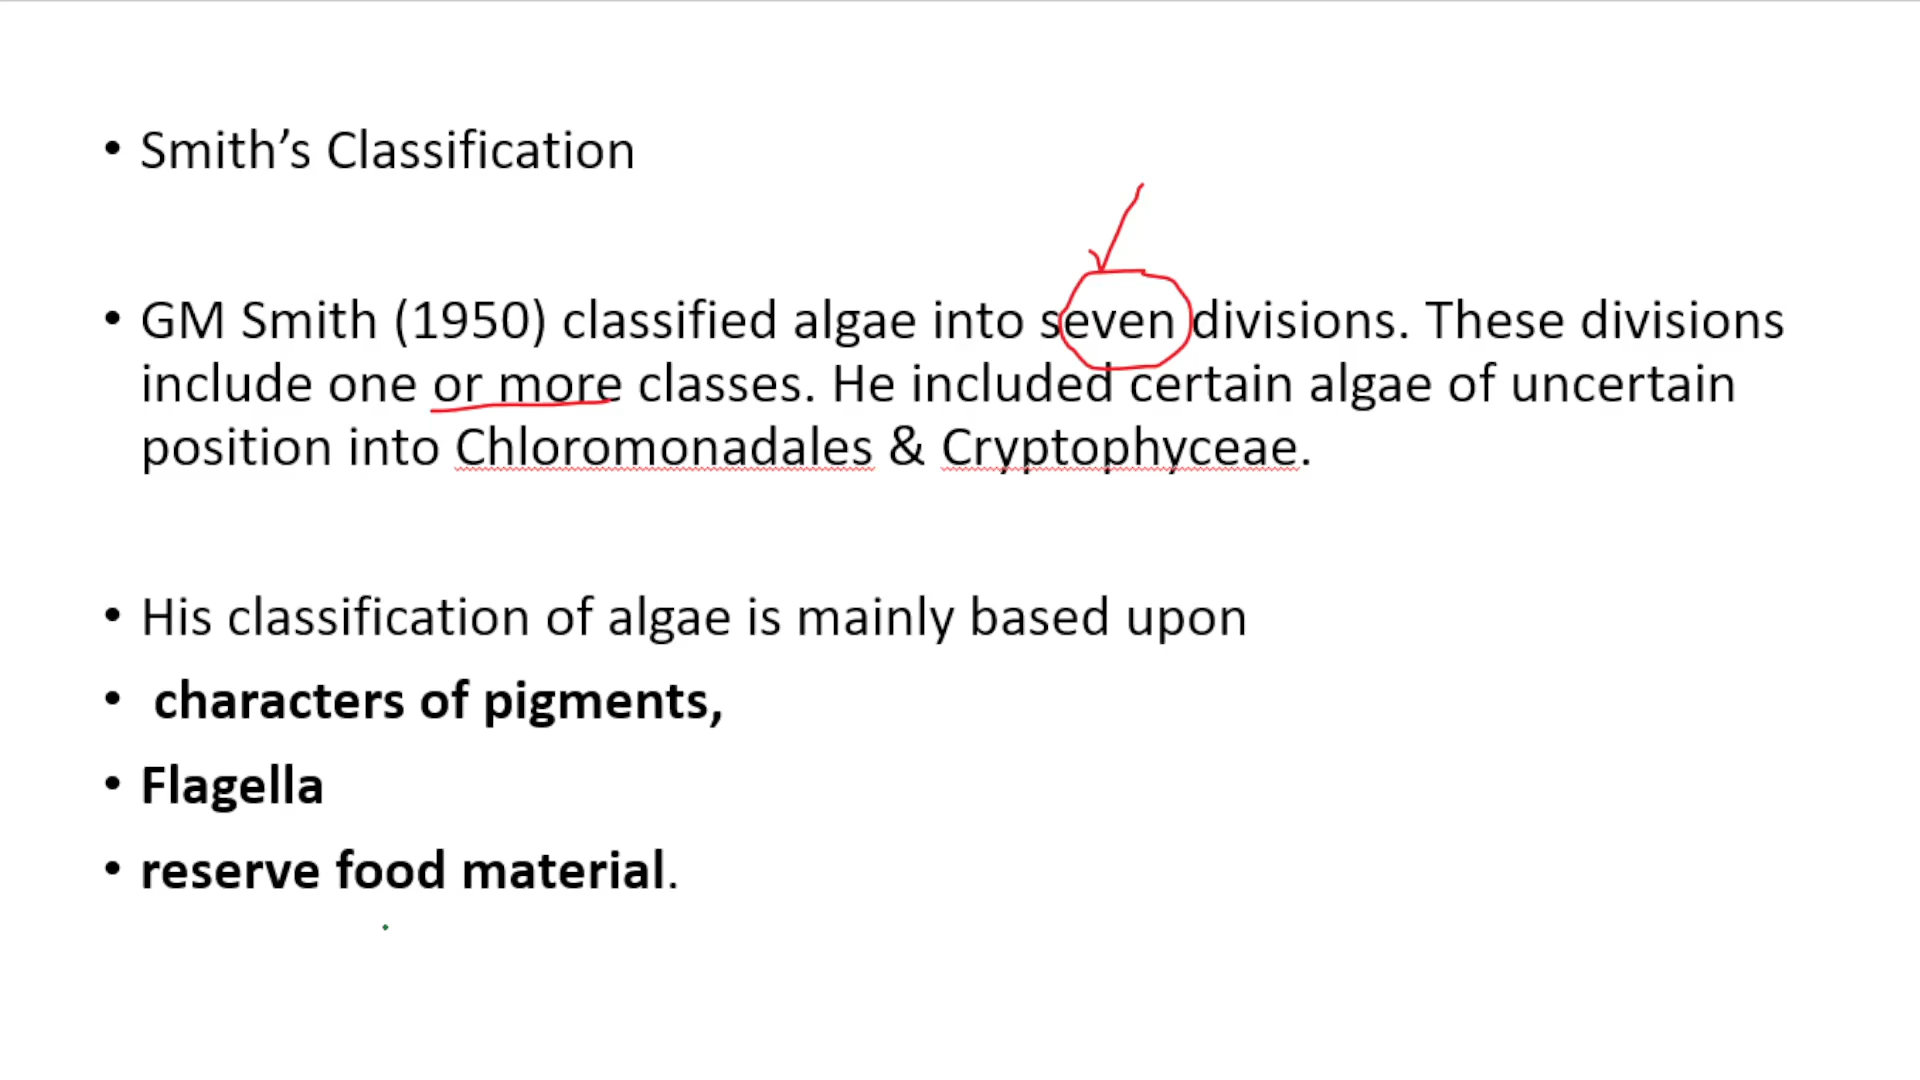 • Smith’s Classification
• GM Smith (1950) classified algae into seven divisions. These divisions
include one or more classes. He included certain algae of uncertain
position into Chloromonadales & Cryptophyceae.
• His classification of algae is mainly based upon
• characters of pigments,
• Flagella
• reserve food material.